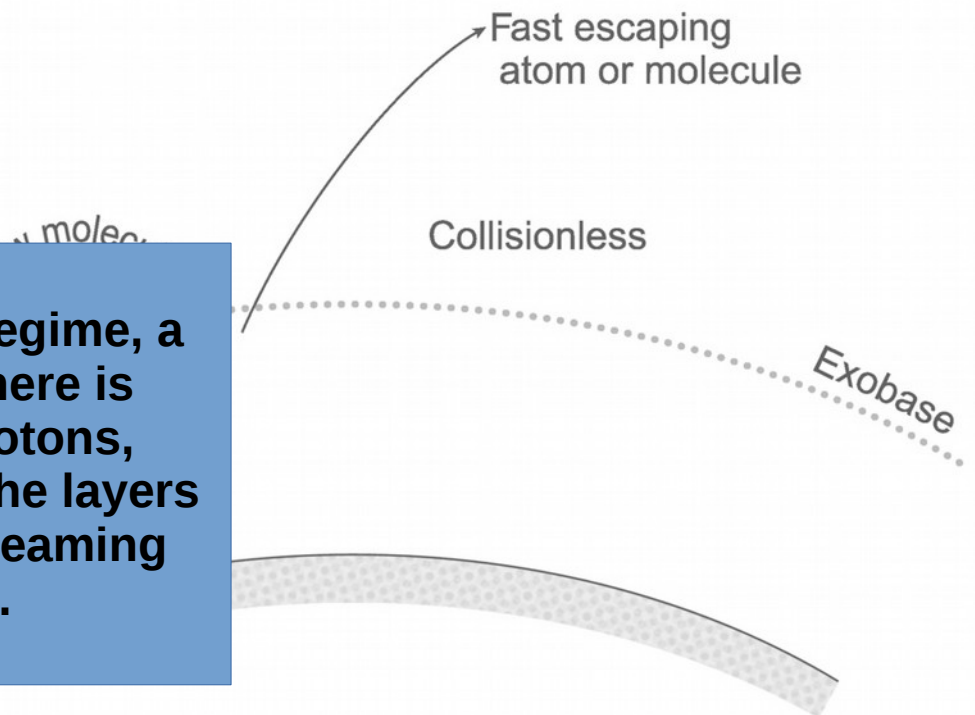 Fast escaping
atom or molecule
Collisionless
Exobase
egime, a
here is
otons,
he layers
eaming
.